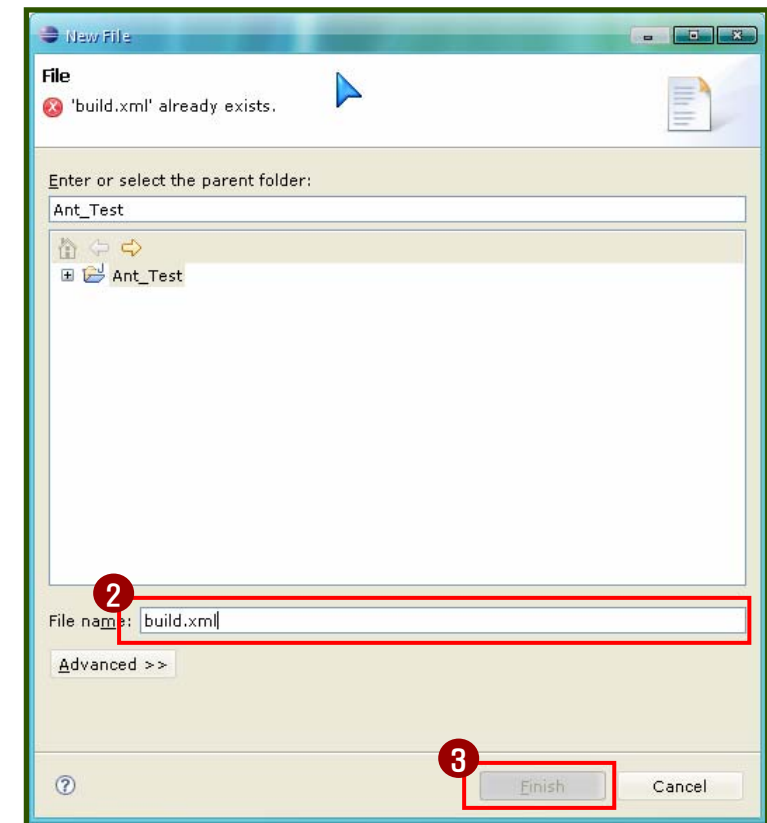 New File
File
'build.xml' already exists.
Enter or select the parent folder:
Ant_Test
Ant_Test
2
File name: build.xml
Advanced >>
3
Finish Cancel